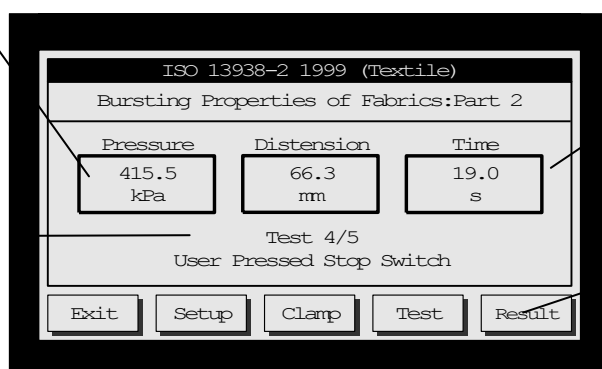 ISO 13938-2 1999 (Textile)
Bursting Properties of Fabrics:Part 2
Pressure Distension Time
415.5 66.3 19.0
kPa mm s
Test 4/5
User Pressed Stop Switch
Exit Setup Clamp Test Result